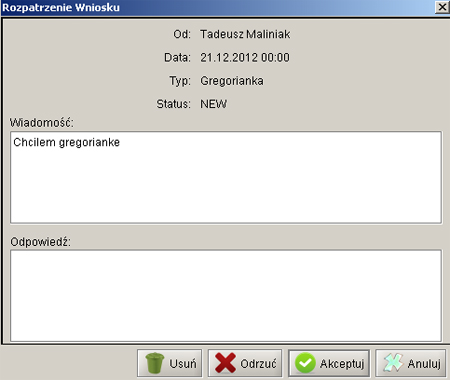 Rozpatrzenie Wniosku
Od: Tadeusz Maliniak
Data: 21.12.2012 00:00
Typ: Gregorianka
Status: NEW
Wiadomość:
Chcilem gregorianke
Odpowiedź:
Usuń Odrzuć Akceptuj Anuluj